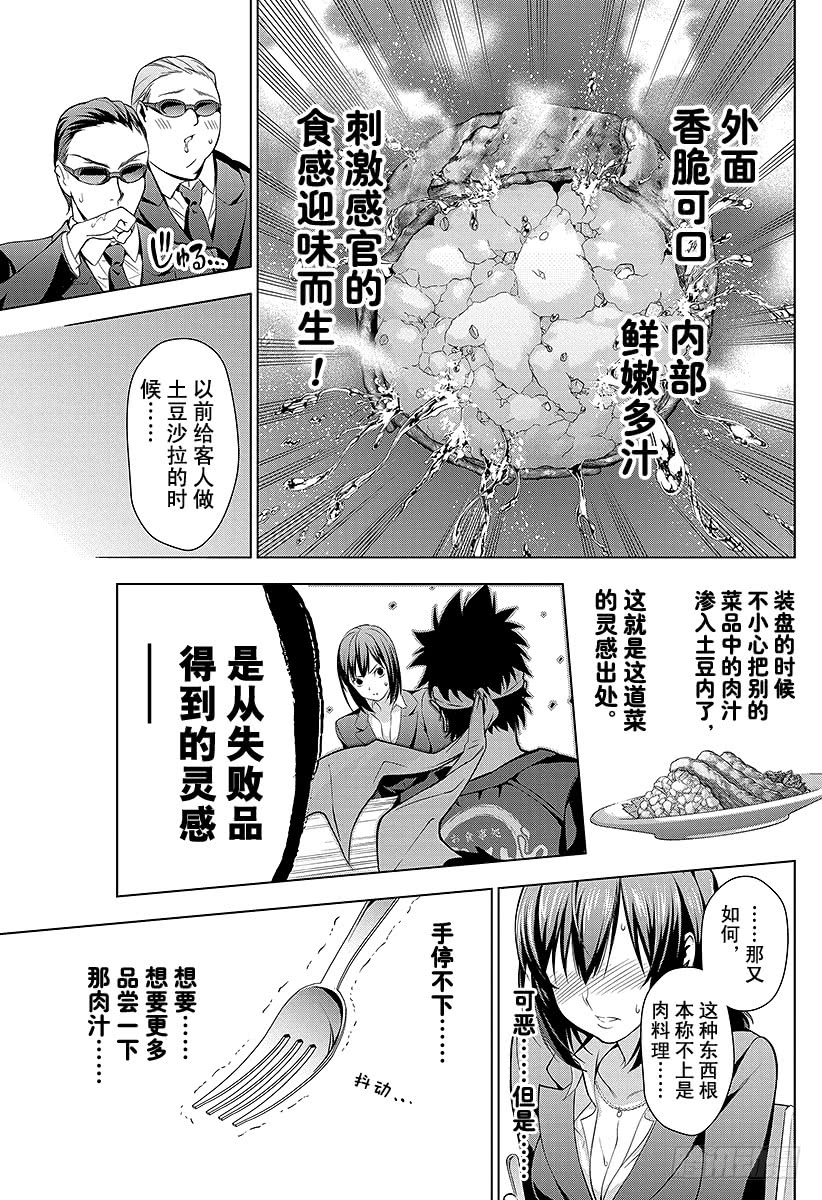 外面
香脆可口
内部
鲜嫩多汁
刺激感官的
食感迎味而生！
じゅる…
以前给客人做
土豆沙拉的时
候……
装盘的时候
不小心把别的
菜品中的肉汁
渗入土豆内了，
这就是这道菜
的灵感出处。
是从失败品
得到的灵感
——
……那又
如何，
这种东西根
本称不上是
肉料理……
可恶……但是……
手停不下……
抖动…
想要……
想要更多
品尝一下
那肉汁……